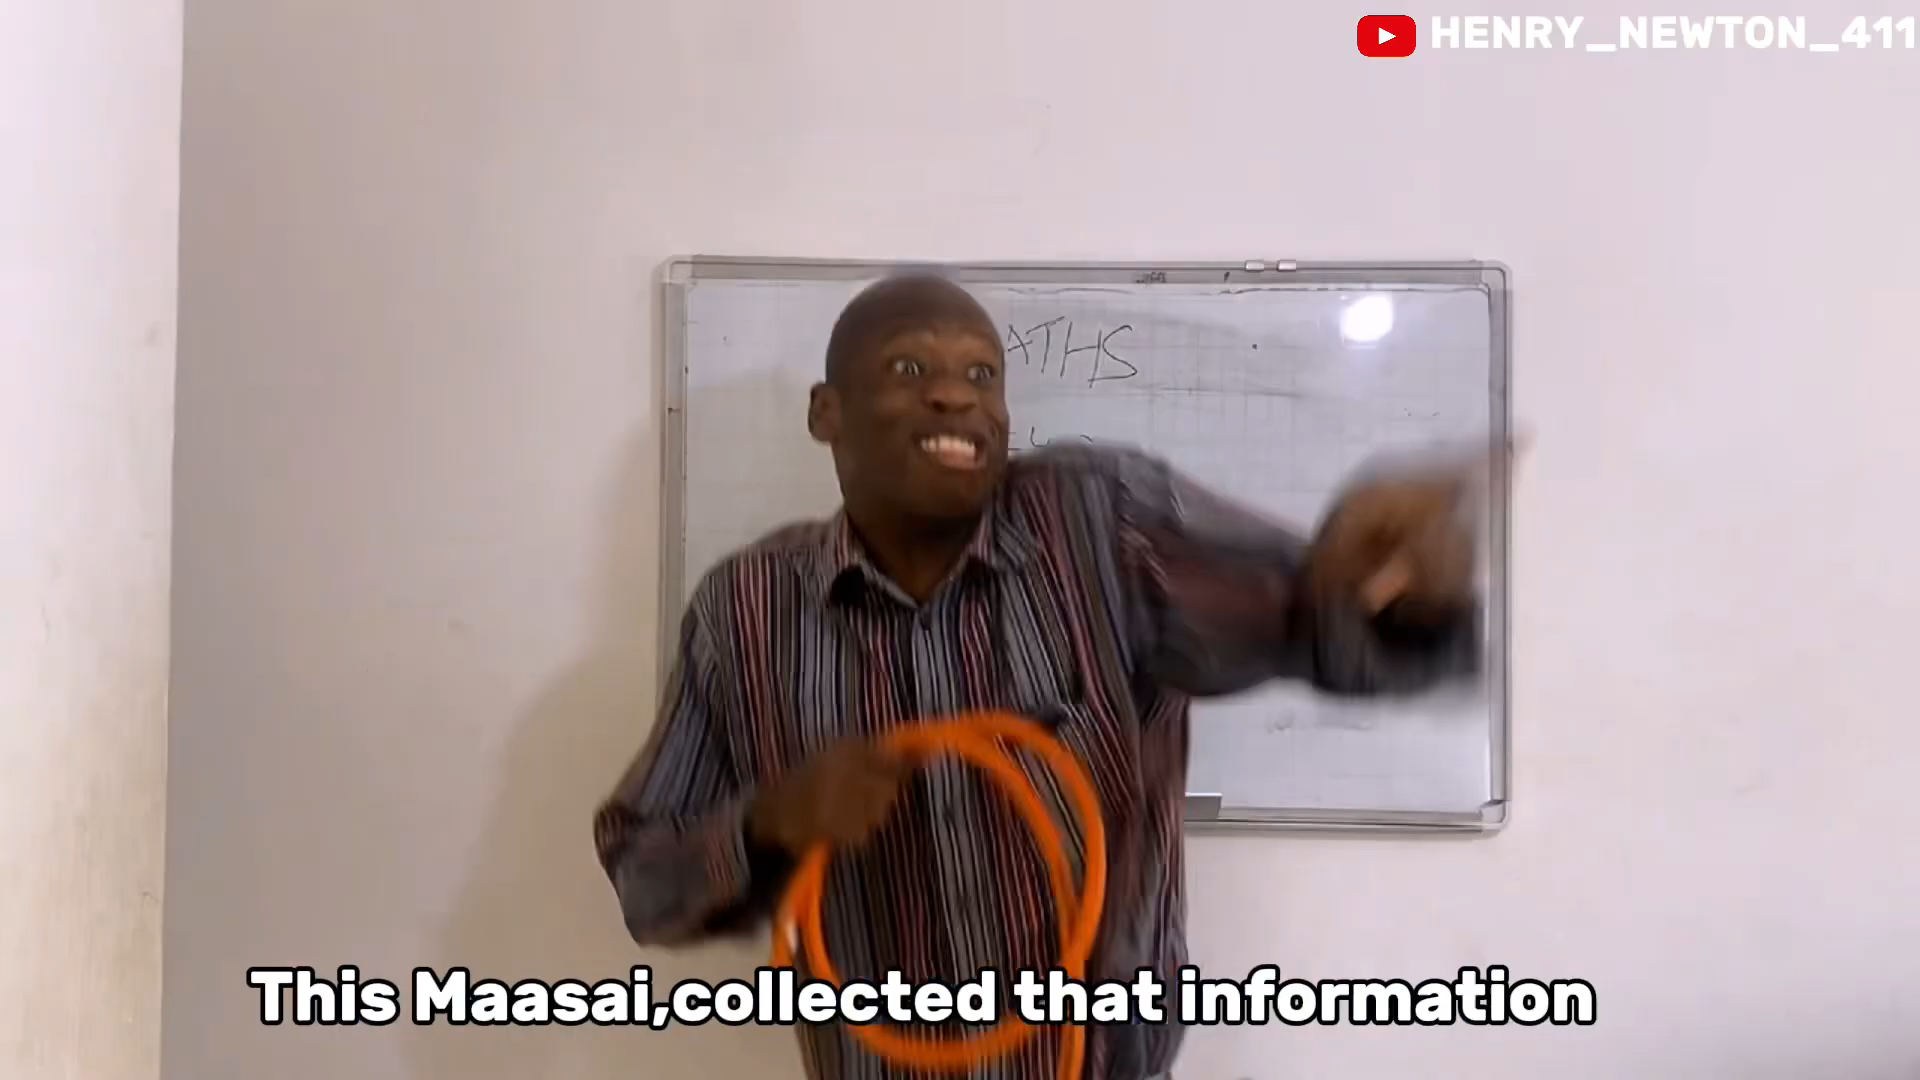 HENRY_NEWTON_411
ATHS
This Maasai,collected that information